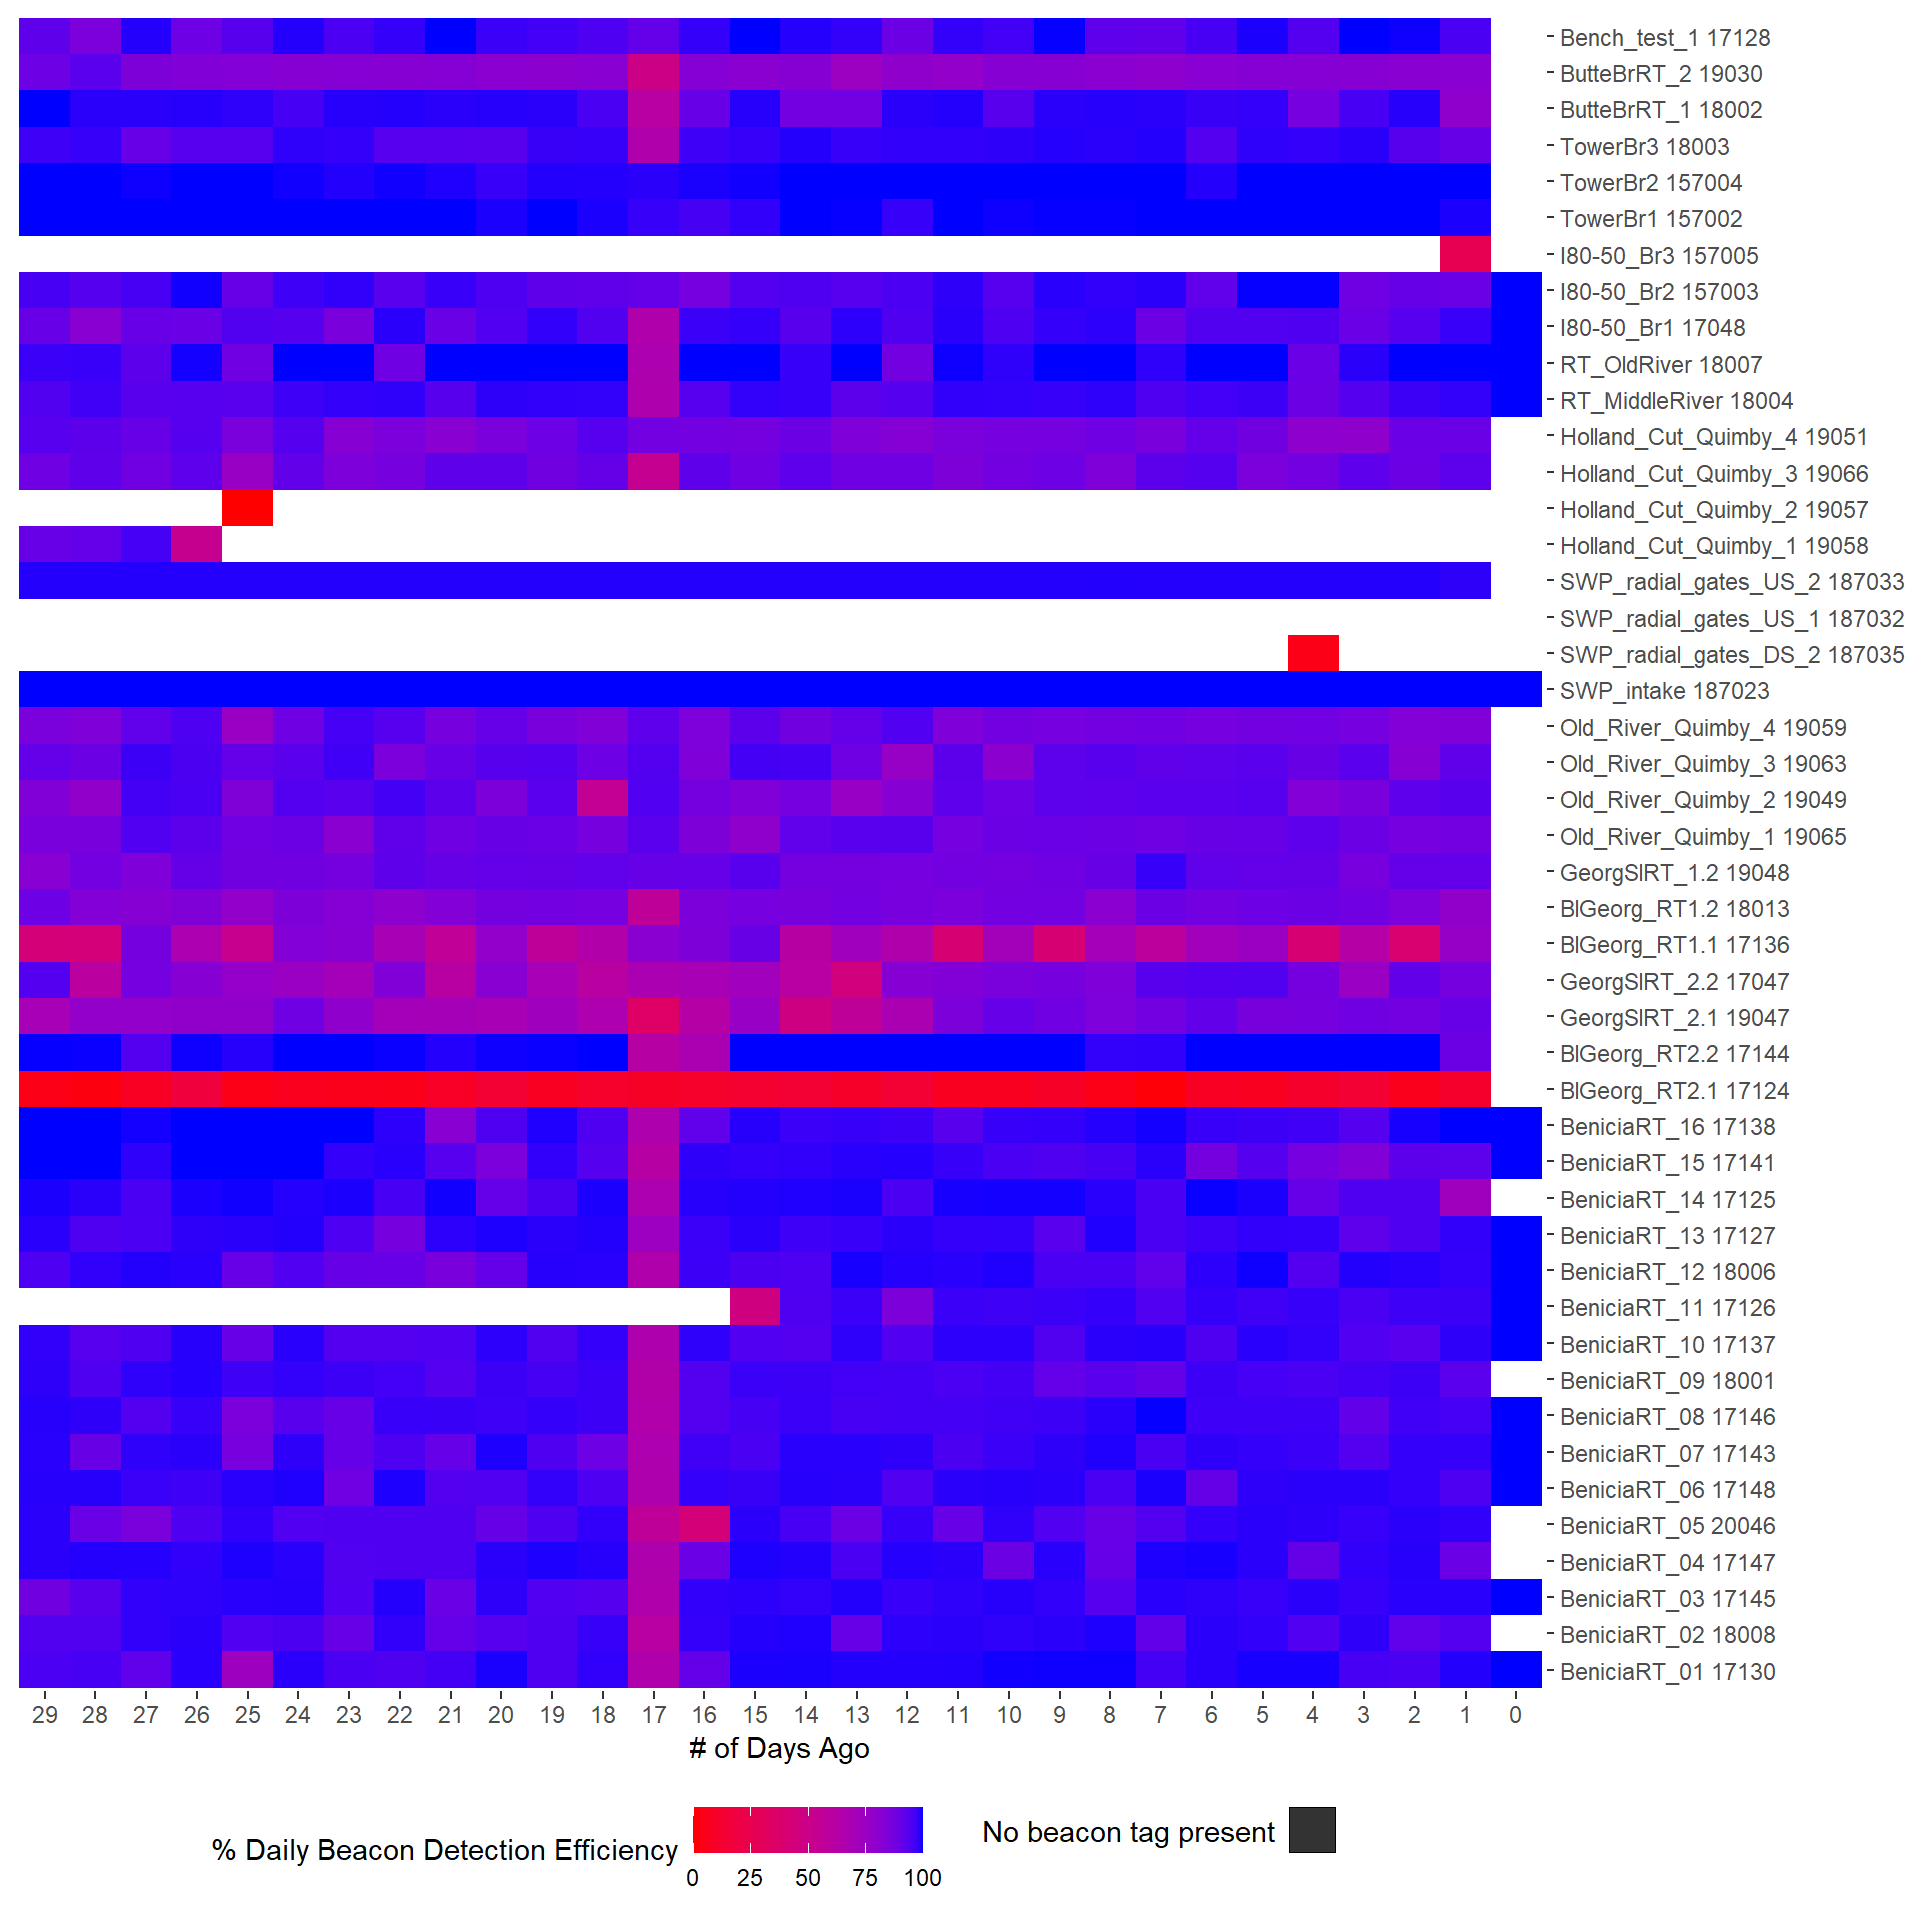 Bench_test_1 17128
ButteBrRT_2 19030
ButteBrRT_1 18002
TowerBr3 18003
TowerBr2 157004
TowerBr1 157002
I80-50_Br3 157005
I80-50_Br2 157003
I80-50_Br1 17048
RT_OldRiver 18007
RT_MiddleRiver 18004
Holland_Cut_Quimby_4 19051
Holland_Cut_Quimby_3 19066
Holland_Cut_Quimby_2 19057
Holland_Cut_Quimby_1 19058
SWP_radial_gates_US_2 187033
SWP_radial_gates_US_1 187032
SWP_radial_gates_DS_2 187035
SWP_intake 187023
Old_River_Quimby_4 19059
Old_River_Quimby_3 19063
Old_River_Quimby_2 19049
Old_River_Quimby_1 19065
GeorgSlRT_1.2 19048
BlGeorg_RT1.2 18013
BlGeorg_RT1.1 17136
GeorgSlRT_2.2 17047
GeorgSlRT_2.1 19047
BlGeorg_RT2.2 17144
BlGeorg_RT2.1 17124
BeniciaRT_16 17138
BeniciaRT_15 17141
BeniciaRT_14 17125
BeniciaRT_13 17127
BeniciaRT_12 18006
BeniciaRT_11 17126
BeniciaRT_10 17137
BeniciaRT_09 18001
BeniciaRT_08 17146
BeniciaRT_07 17143
BeniciaRT_06 17148
BeniciaRT_05 20046
BeniciaRT_04 17147
BeniciaRT_03 17145
BeniciaRT_02 18008
BeniciaRT_01 17130
29 28 27 26 25 24 23 22 21 20 19 18 17 16 15 14 13 12 11 10 9 8 7 6 5 4 3 2 1 0
# of Days Ago
% Daily Beacon Detection Efficiency
0 25 50 75 100
No beacon tag present